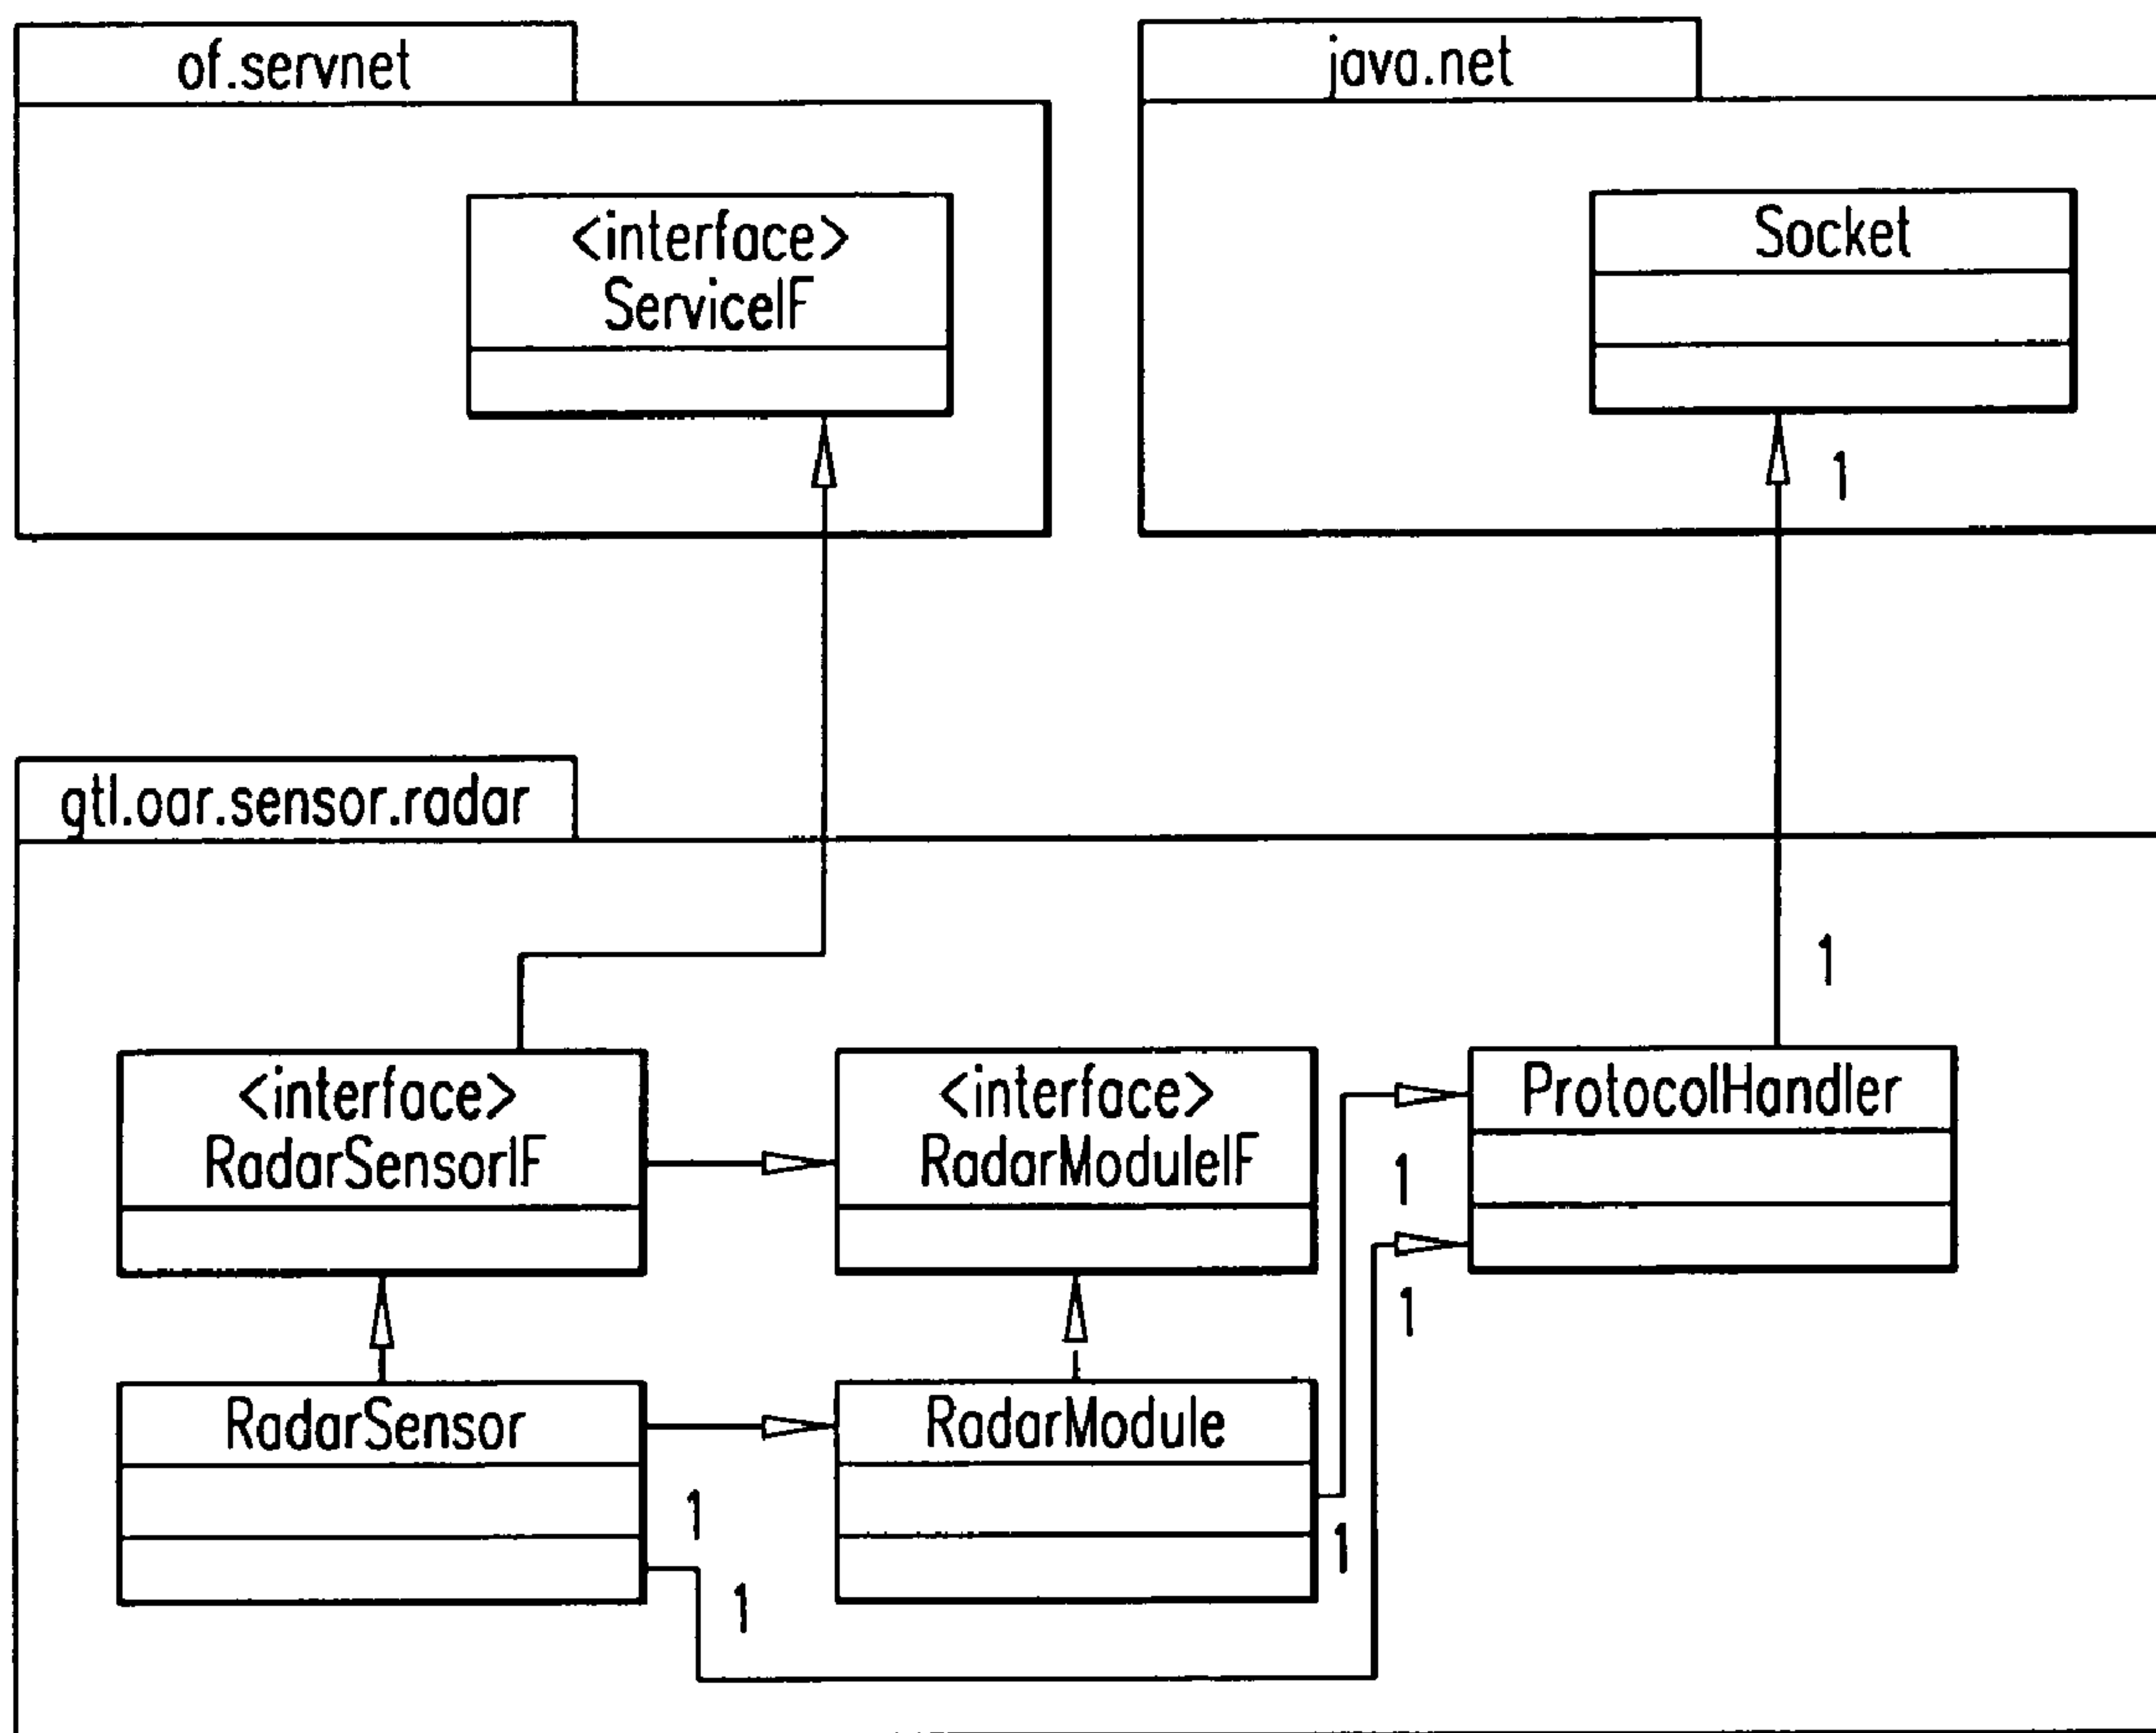 of.servnet
java.net
<interface>
ServiceIF
Socket
1
gtl.oar.sensor.radar
1
<interface>
RadarSensorIF
<interface>
RadarModuleIF
ProtocolHandler
1
1
RadarSensor
RadarModule
1
1
1